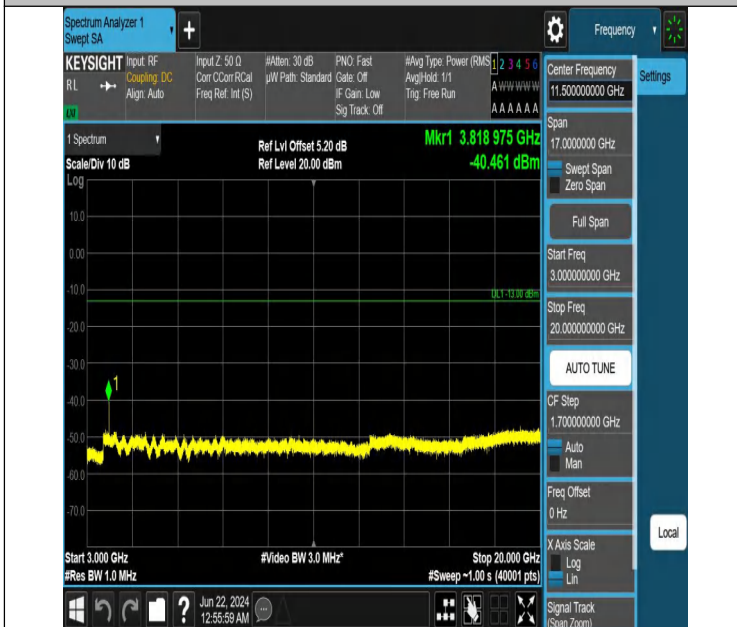 Spectrum Analyzer 1
Swept SA
Frequency
KEYSIGHT
RL
Input: RF
Coupling: DC
Align: Auto
Input Z: 50 Ω
Corr CCorr RCal
Freq Ref: Int (S)
#Atten: 30 dB
µW Path: Standard
PNO: Fast
Gate: Off
IF Gain: Low
Sig Track: Off
#Avg Type: Power (RMS)
Avg|Hold: 1/1
Trig: Free Run
1 2 3 4 5 6
A W W W W W
A A A A A A
Center Frequency
11.500000000 GHz
Settings
Span
17.0000000 GHz
Swept Span
Zero Span
Full Span
Start Freq
3.000000000 GHz
Stop Freq
20.000000000 GHz
AUTO TUNE
CF Step
1.700000000 GHz
Auto
Man
Freq Offset
0 Hz
X Axis Scale
Log
Lin
Signal Track
(Span Zoom)
Local
1 Spectrum
Scale/Div 10 dB
Log
Ref Lvl Offset 5.20 dB
Ref Level 20.00 dBm
Mkr1 3.818 975 GHz
-40.461 dBm
10.0
0.00
-10.0
DL1 -13.00 dBm
-20.0
-30.0
1
-40.0
-50.0
-60.0
-70.0
Start 3.000 GHz
#Res BW 1.0 MHz
#Video BW 3.0 MHz*
Stop 20.000 GHz
#Sweep ~1.00 s (40001 pts)
?
Jun 22, 2024
12:55:59 AM